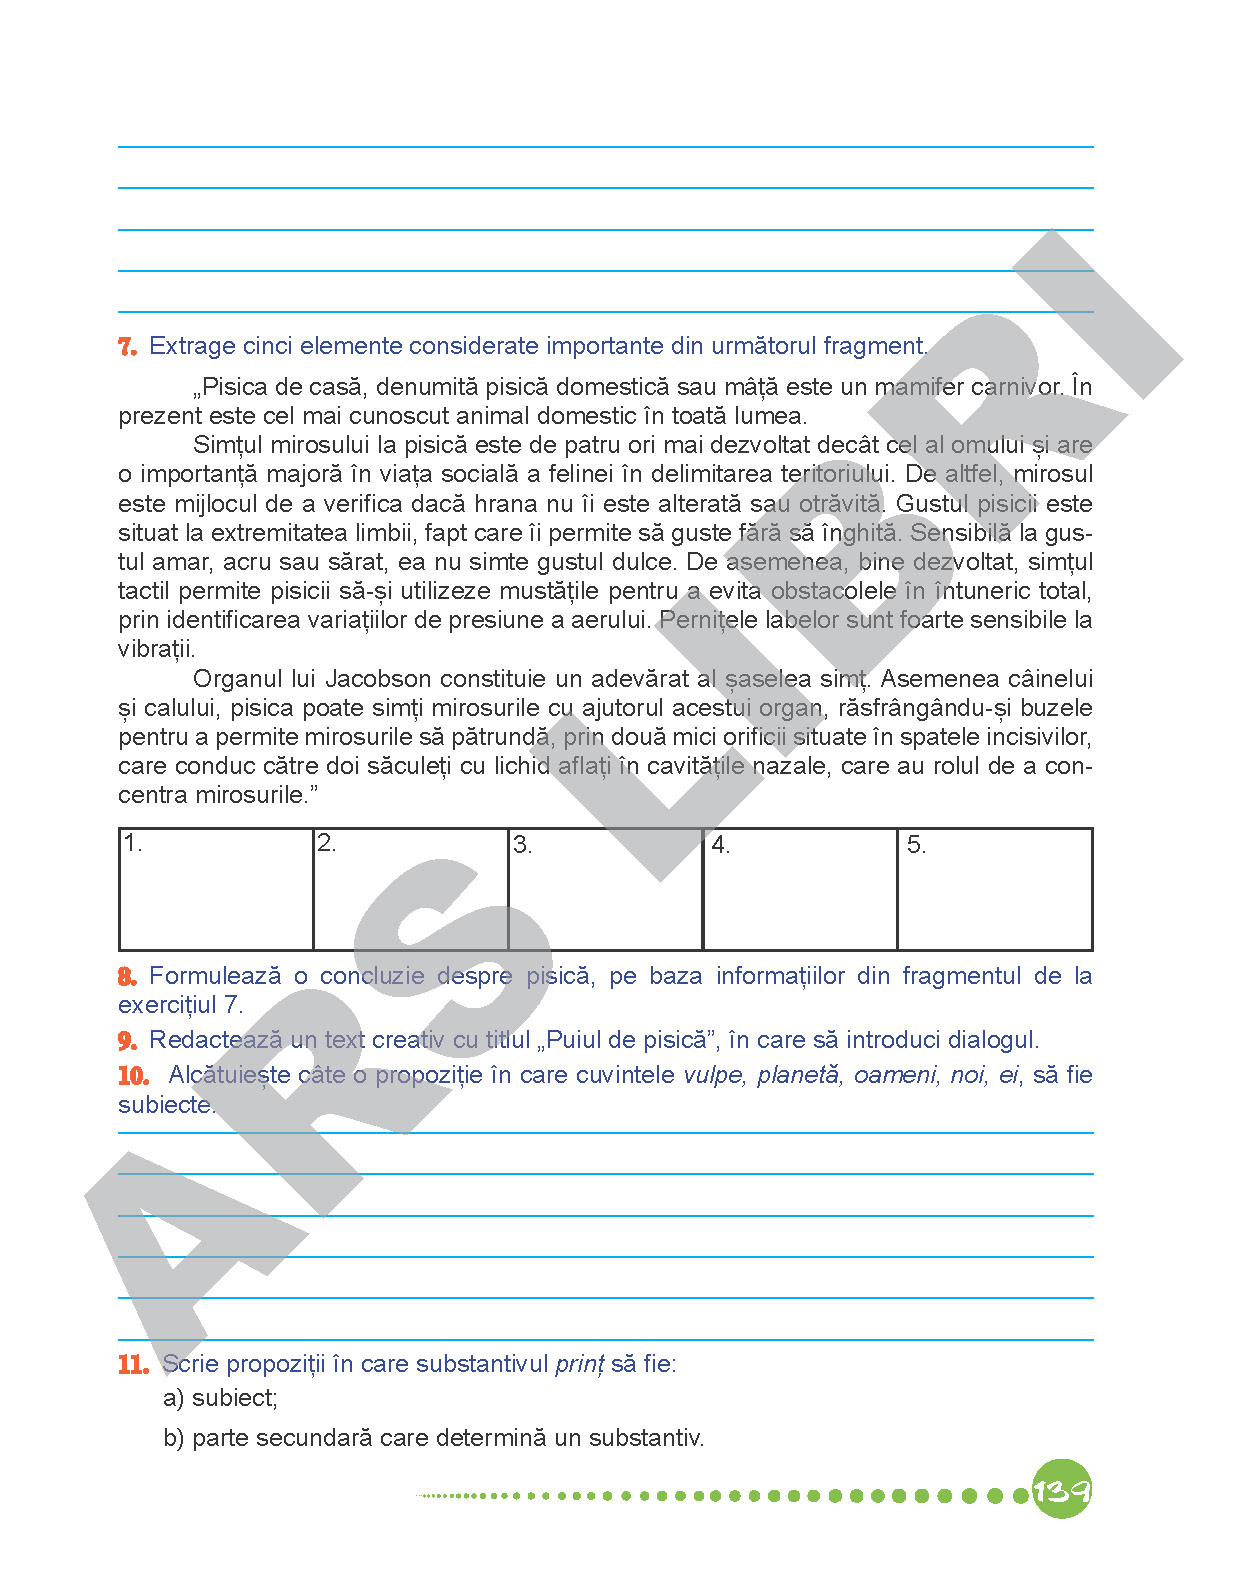 7. Extrage cinci elemente considerate importante din următorul fragment.
„Pisica de casă, denumită pisică domestică sau mâță este un mamifer carnivor. În
prezent este cel mai cunoscut animal domestic în toată lumea.
Simțul mirosului la pisică este de patru ori mai dezvoltat decât cel al omului și are
o importanță majoră în viața socială a felinei în delimitarea teritoriului. De altfel, mirosul
este mijlocul de a verifica dacă hrana nu îi este alterată sau otrăvită. Gustul pisicii este
situat la extremitatea limbii, fapt care îi permite să guste fără să înghită. Sensibilă la gus-
tul amar, acru sau sărat, ea nu simte gustul dulce. De asemenea, bine dezvoltat, simțul
tactil permite pisicii să-și utilizeze mustățile pentru a evita obstacolele în întuneric total,
prin identificarea variațiilor de presiune a aerului. Pernițele labelor sunt foarte sensibile la
vibrații.
Organul lui Jacobson constituie un adevărat al șaselea simț. Asemenea câinelui
și calului, pisica poate simți mirosurile cu ajutorul acestui organ, răsfrângându-și buzele
pentru a permite mirosurile să pătrundă, prin două mici orificii situate în spatele incisivilor,
care conduc către doi săculeți cu lichid aflați în cavitățile nazale, care au rolul de a con-
centra mirosurile.”
1. 2. 3. 4. 5.
8. Formulează o concluzie despre pisică, pe baza informațiilor din fragmentul de la
exercițiul 7.
9. Redactează un text creativ cu titlul „Puiul de pisică”, în care să introduci dialogul.
10. Alcătuiește câte o propoziție în care cuvintele vulpe, planetă, oameni, noi, ei, să fie
subiecte.
11. Scrie propoziții în care substantivul prinț să fie:
a) subiect;
b) parte secundară care determină un substantiv.
139
ARS LIBRI